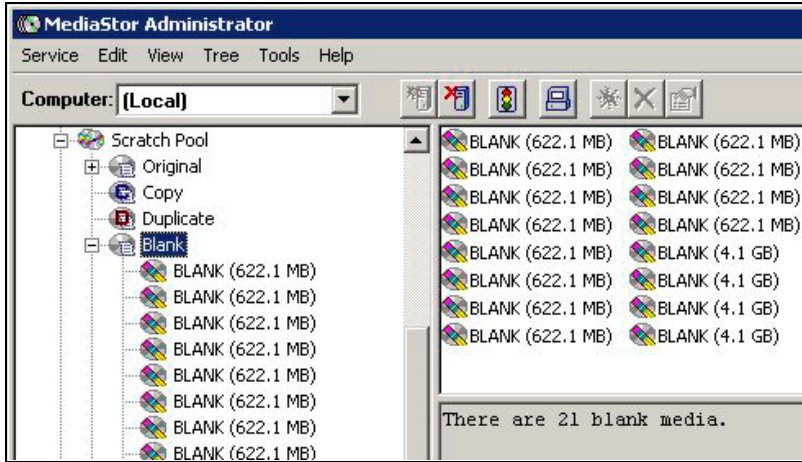 MediaStor Administrator
Service Edit View Tree Tools Help
Computer: (Local)
Scratch Pool
Original
Copy
Duplicate
Blank
BLANK (622.1 MB)
BLANK (622.1 MB)
BLANK (622.1 MB)
BLANK (622.1 MB)
BLANK (622.1 MB)
BLANK (622.1 MB)
BLANK (622.1 MB)
BLANK (622.1 MB)
BLANK (622.1 MB) BLANK (622.1 MB)
BLANK (622.1 MB) BLANK (622.1 MB)
BLANK (622.1 MB) BLANK (622.1 MB)
BLANK (622.1 MB) BLANK (622.1 MB)
BLANK (622.1 MB) BLANK (4.1 GB)
BLANK (622.1 MB) BLANK (4.1 GB)
BLANK (622.1 MB) BLANK (4.1 GB)
BLANK (622.1 MB) BLANK (4.1 GB)
There are 21 blank media.